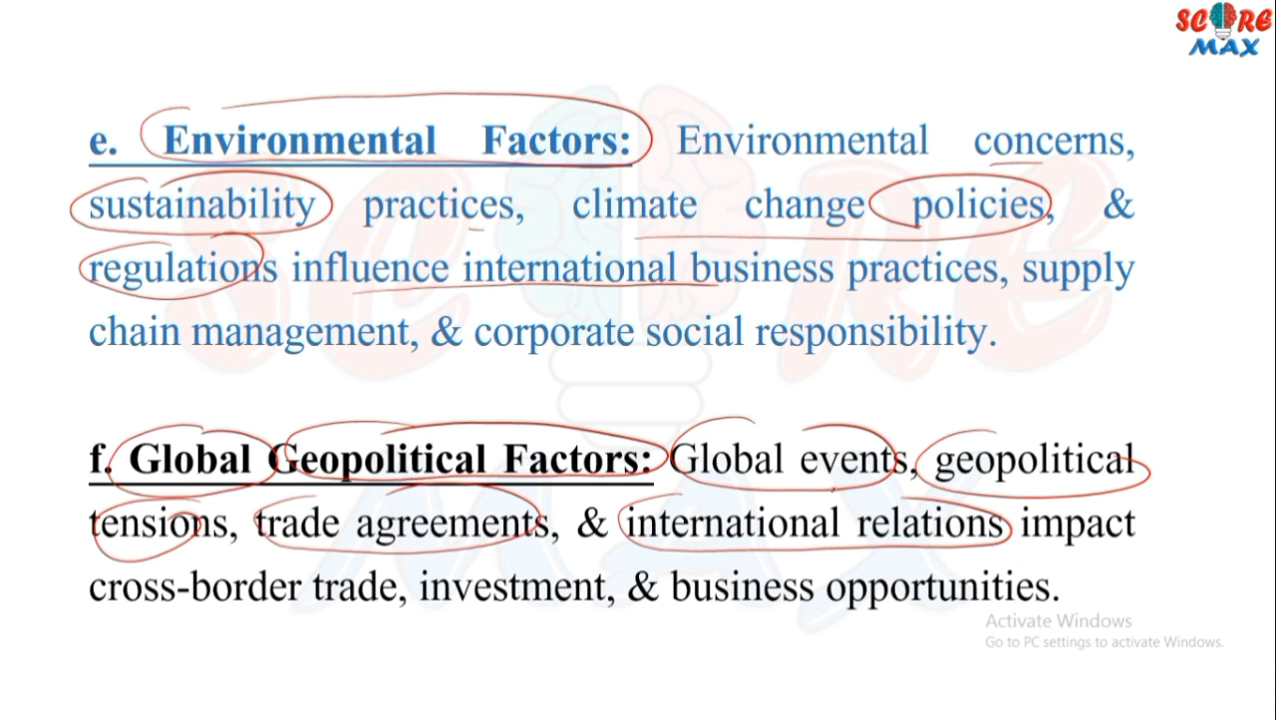 SCORE
MAX
e. Environmental Factors: Environmental concerns,
sustainability practices, climate change policies, &
regulations influence international business practices, supply
chain management, & corporate social responsibility.
f. Global Geopolitical Factors: Global events, geopolitical
tensions, trade agreements, & international relations impact
cross-border trade, investment, & business opportunities.
Activate Windows
Go to PC settings to activate Windows.